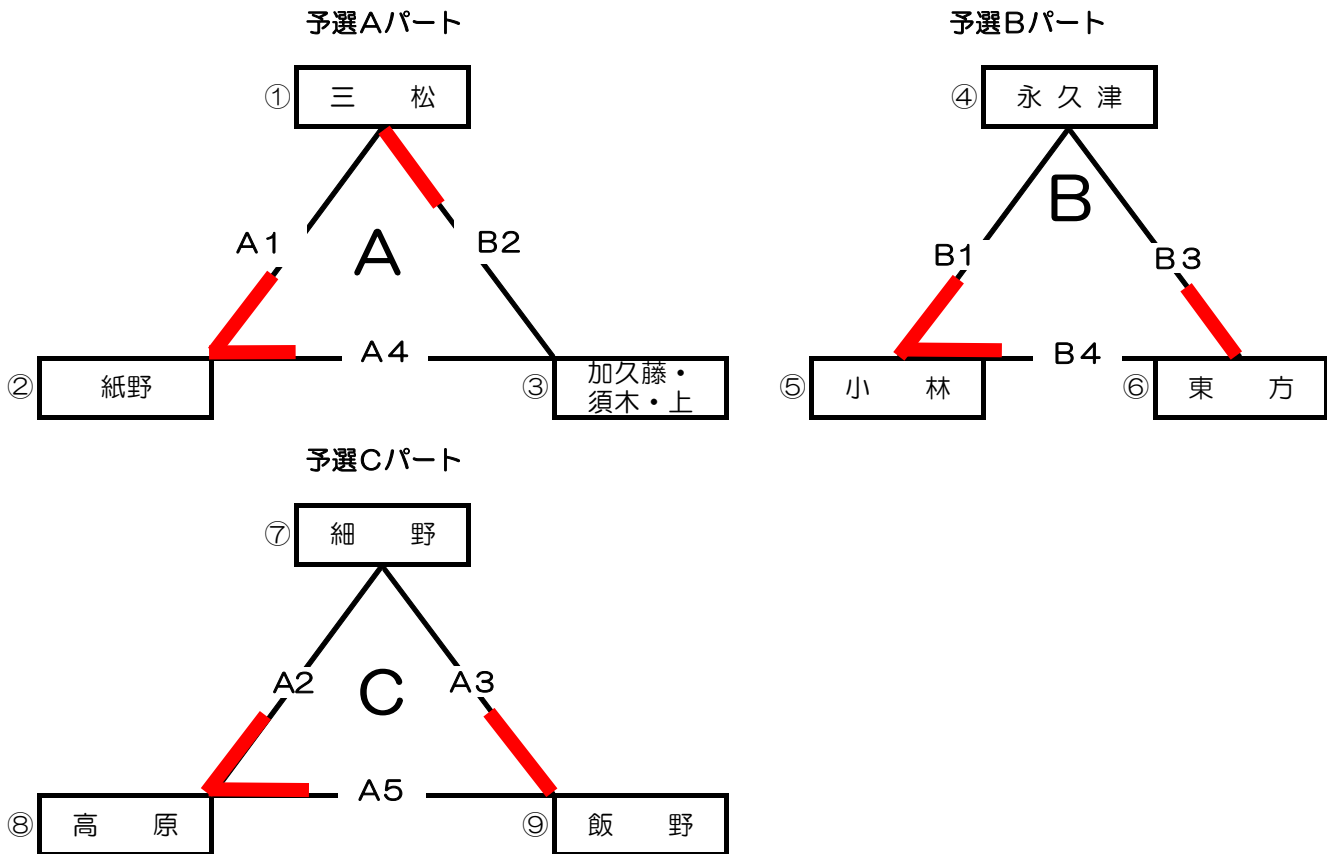 予選Aパート
① 三 松
A1
A
B2
A4
② 紙野
③ 加久藤・
須木・上
予選Bパート
④ 永久津
B
B1
B3
B4
⑤ 小 林
⑥ 東 方
予選Cパート
⑦ 細 野
A2
C
A3
A5
⑧ 高 原
⑨ 飯 野